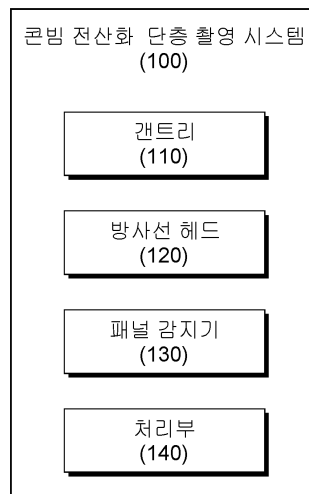 콘빔 전산화 단층 촬영 시스템
(100)
갠트리
(110)
방사선 헤드
(120)
패널 감지기
(130)
처리부
(140)